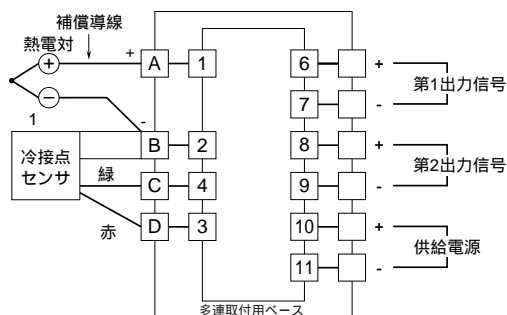 補償導線
熱電対
+
A 1 6 +
第1出力信号
7 -
1
-
B 2 8 +
冷接点
センサ
緑
第2出力信号
C 4 9 -
赤
D 3 10 +
供給電源
11 -
多連取付用ベース